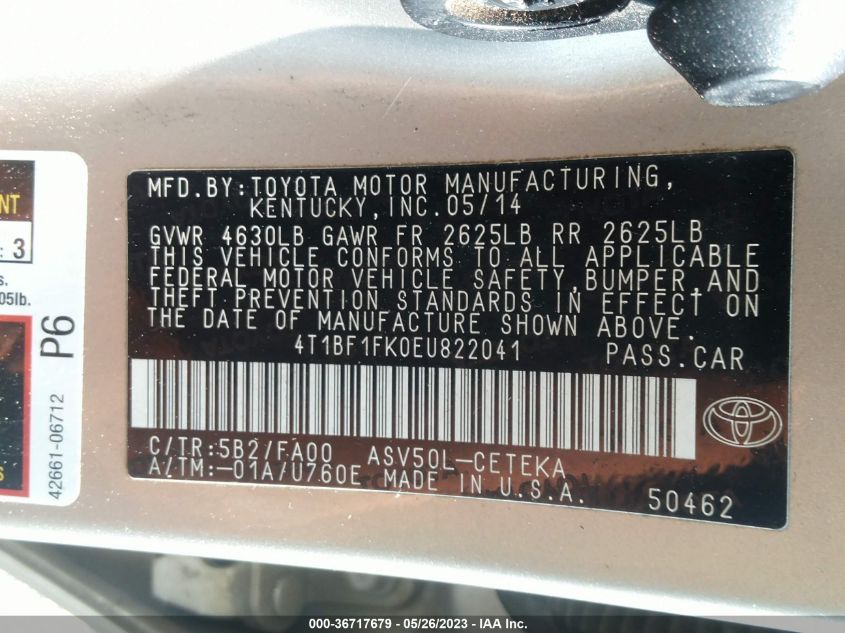 MFD.BY:TOYOTA MOTOR MANUFACTURING,
KENTUCKY,INC.05/14
GVWR 4630LB GAWR FR 2625LB RR 2625LB
THIS VEHICLE CONFORMS TO ALL APPLICABLE
FEDERAL MOTOR VEHICLE SAFETY,BUMPER,AND
THEFT PREVENTION STANDARDS IN EFFECT ON
THE DATE OF MANUFACTURE SHOWN ABOVE.
4T1BF1FK0EU822041 PASS.CAR
C/TR:5B2/FA00 ASV50L-CETEKA
A/TM:-01A/U760E MADE IN U.S.A. 50462
: 3
05lb.
P6
42661-06712
000-36717679 - 05/26/2023 - IAA Inc.